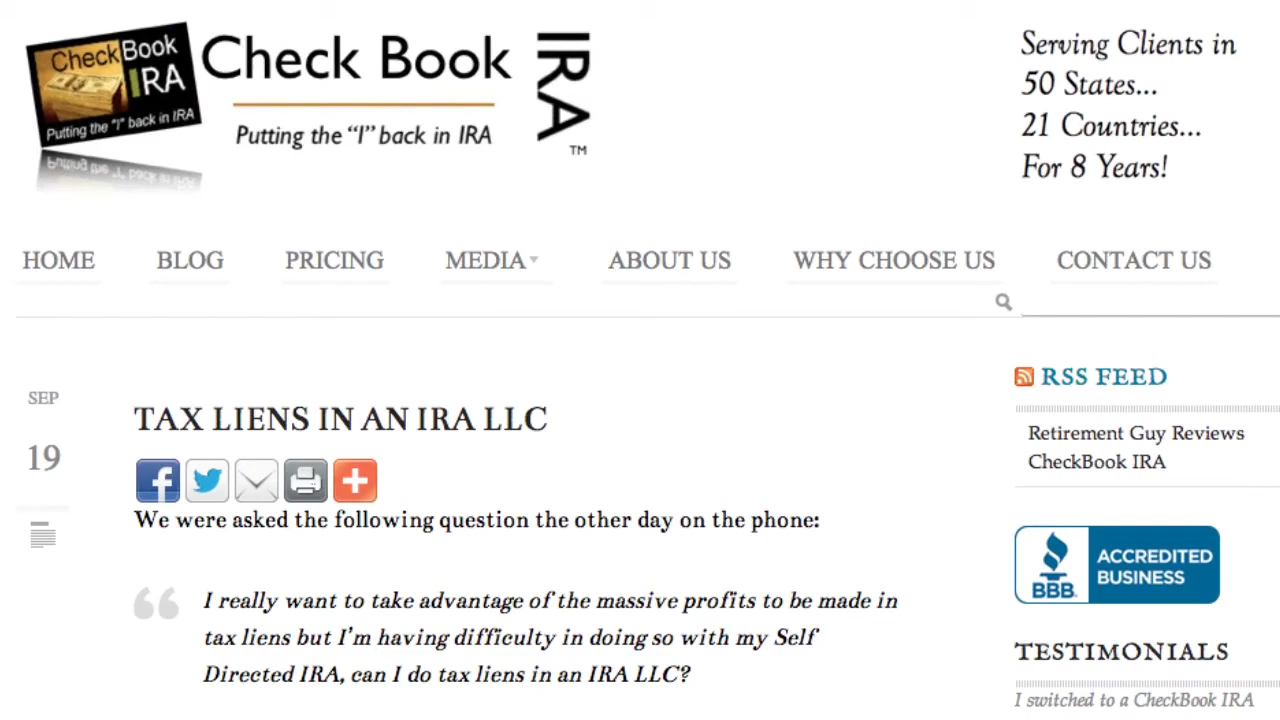 CheckBook
IRA
Putting the "I" back in IRA
Check Book
IRA
TM
Putting the “I” back in IRA
Serving Clients in
50 States...
21 Countries...
For 8 Years!
HOME BLOG PRICING MEDIA ABOUT US WHY CHOOSE US CONTACT US
SEP
19
TAX LIENS IN AN IRA LLC
We were asked the following question the other day on the phone:
“ I really want to take advantage of the massive profits to be made in
tax liens but I’m having difficulty in doing so with my Self
Directed IRA, can I do tax liens in an IRA LLC?
RSS FEED
Retirement Guy Reviews
CheckBook IRA
BBB.
ACCREDITED
BUSINESS
TESTIMONIALS
I switched to a CheckBook IRA